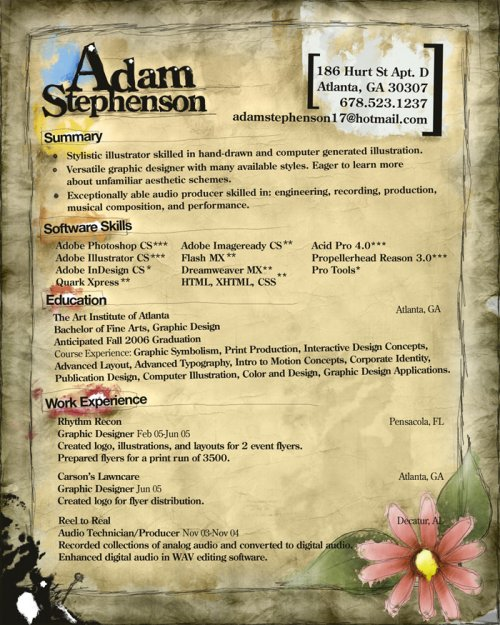 Adam
Stephenson
186 Hurt St Apt. D
Atlanta, GA 30307
678.523.1237
adamstephenson17@hotmail.com
Summary
• Stylistic illustrator skilled in hand-drawn and computer generated illustration.
• Versatile graphic designer with many available styles. Eager to learn more
about unfamiliar aesthetic schemes.
• Exceptionally able audio producer skilled in: engineering, recording, production,
musical composition, and performance.
Software Skills
Adobe Photoshop CS*** Adobe Imageready CS** Acid Pro 4.0***
Adobe Illustrator CS*** Flash MX** Propellerhead Reason 3.0***
Adobe InDesign CS* Dreamweaver MX** Pro Tools*
Quark Xpress** HTML, XHTML, CSS **
Education
The Art Institute of Atlanta Atlanta, GA
Bachelor of Fine Arts, Graphic Design
Anticipated Fall 2006 Graduation
Course Experience: Graphic Symbolism, Print Production, Interactive Design Concepts,
Advanced Layout, Advanced Typography, Intro to Motion Concepts, Corporate Identity,
Publication Design, Computer Illustration, Color and Design, Graphic Design Applications.
Work Experience
Rhythm Recon Pensacola, FL
Graphic Designer Feb 05-Jun 05
Created logo, illustrations, and layouts for 2 event flyers.
Prepared flyers for a print run of 3500.
Carson's Lawncare Atlanta, GA
Graphic Designer Jun 05
Created logo for flyer distribution.
Reel to Real Decatur, AL
Audio Technician/Producer Nov 03-Nov 04
Recorded collections of analog audio and converted to digital audio.
Enhanced digital audio in WAV editing software.